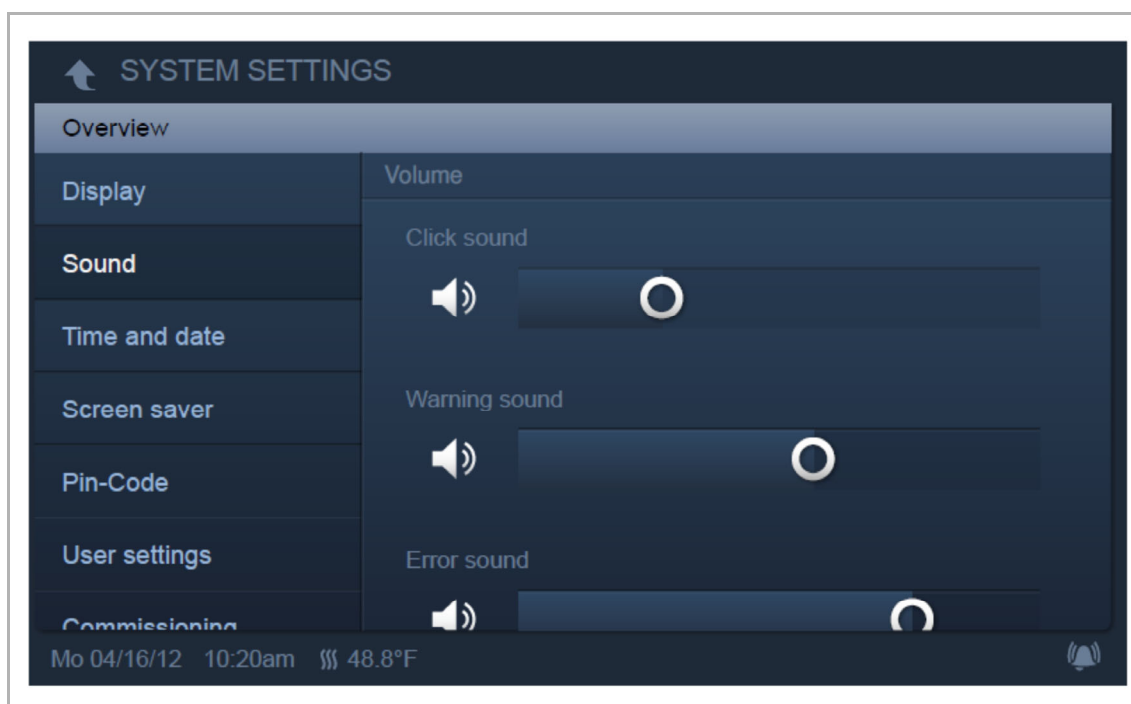 SYSTEM SETTINGS
Overview
Display
Sound
Time and date
Screen saver
Pin-Code
User settings
Commissioning
Volume
Click sound
Warning sound
Error sound
Mo 04/16/12 10:20am 48.8°F